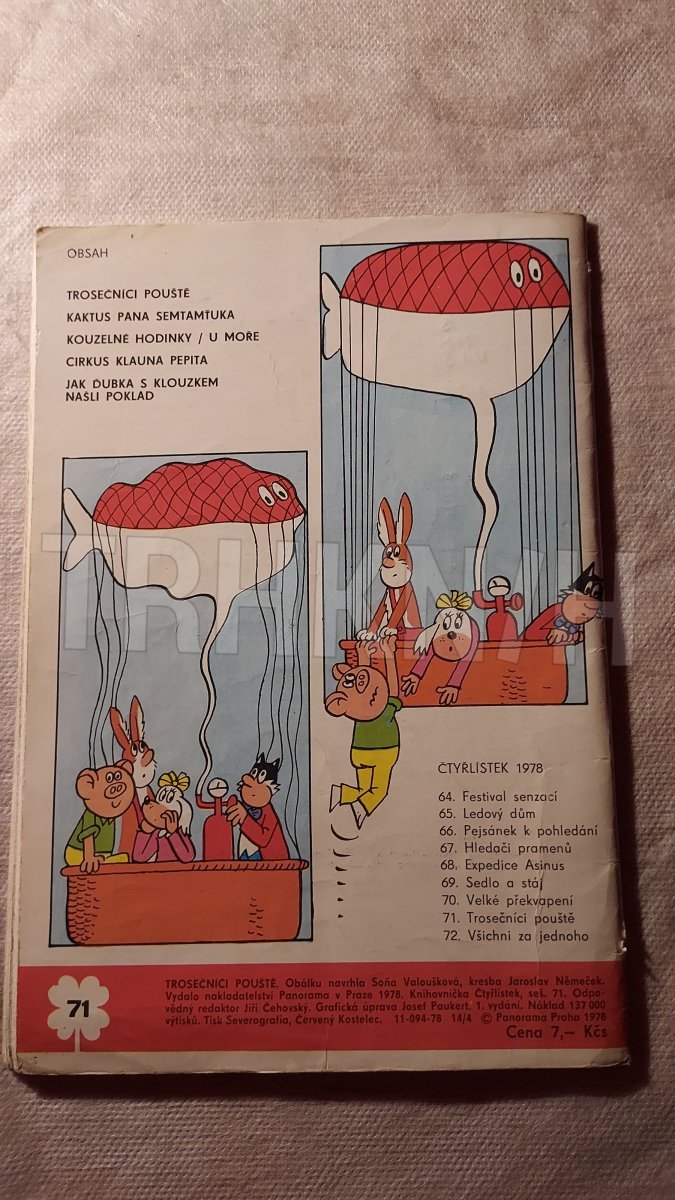 OBSAH
TROSEČNÍCI POUŠTĚ
KAKTUS PANA SEMTAMŤUKA
KOUZELNÉ HODINKY / U MOŘE
CIRKUS KLAUNA PEPITA
JAK ĎUBKA S KLOUZKEM
NAŠLI POKLAD
TRHKNIH
ČTYŘLÍSTEK 1978
64. Festival senzací
65. Ledový dům
66. Pejsánek k pohledání
67. Hledači pramenů
68. Expedice Asinus
69. Sedlo a stáj
70. Velké překvapení
71. Trosečníci pouště
72. Všichni za jednoho
71
TROSEČNÍCI POUŠTĚ. Obálku navrhla Soňa Valoušková, kresba Jaroslav Němeček.
Vydalo nakladatelství Panorama v Praze 1978. Knihovnička Čtyřlístek, seš. 71. Odpo-
vědný redaktor Jiří Čehovský. Grafická úprava Josef Paukert. 1. vydání. Náklad 137 000
výtisků. Tisk Severografia, Červený Kostelec. 11-094-78 14/4 © Panorama Praha 1978
Cena 7,— Kčs